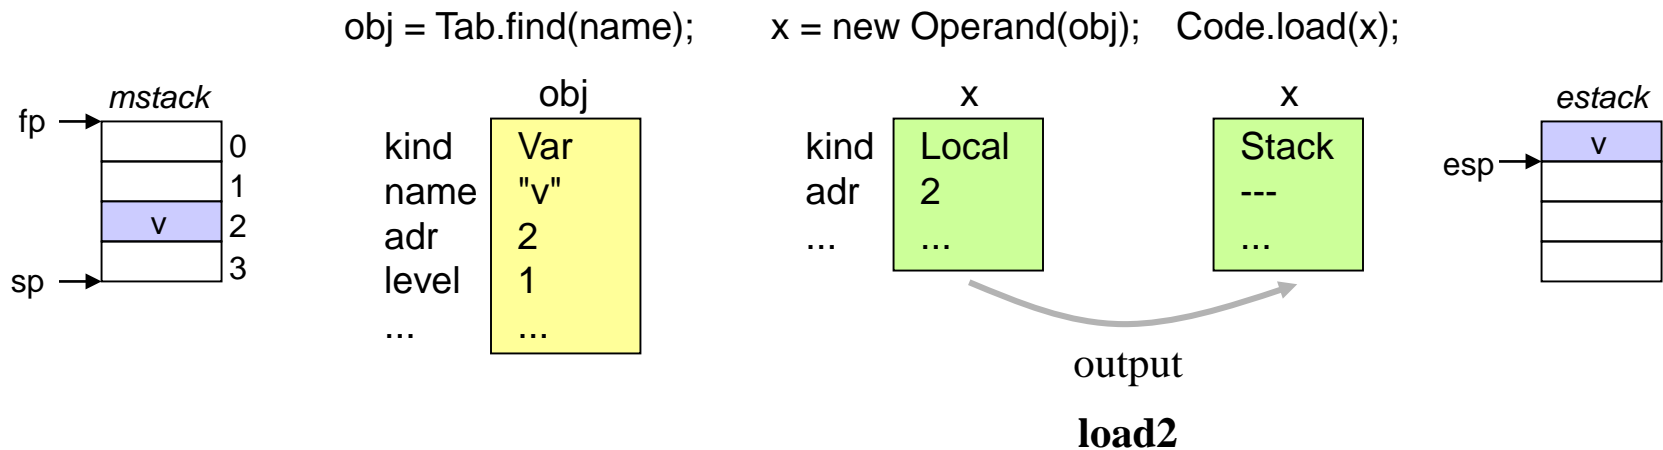 obj = Tab.find(name); x = new Operand(obj); Code.load(x);
mstack
fp
0
1
v 2
3
sp
obj
kind Var
name "v"
adr 2
level 1
... ...
x x
kind Local Stack
adr 2 ---
... ... ...
output
load2
estack
v
esp